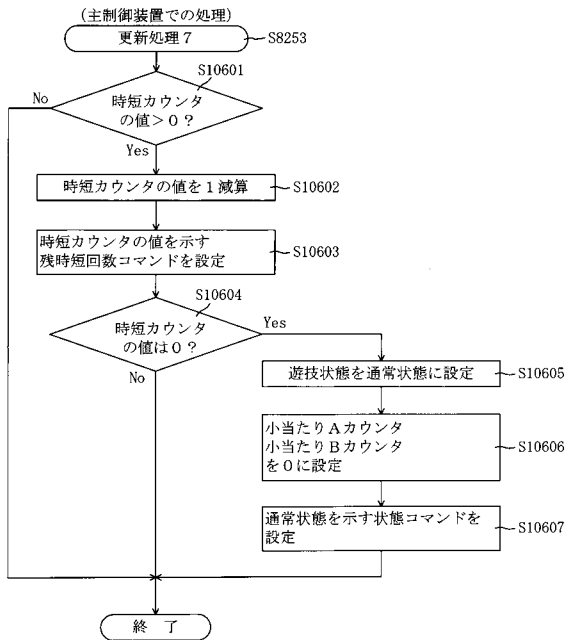 (主制御装置での処理)
更新処理7
S8253
S10601
No
時短カウンタ
の値>0?
Yes
時短カウンタの値を1減算
S10602
時短カウンタの値を示す
残時短回数コマンドを設定
S10603
S10604
時短カウンタ
の値は0?
Yes
No
遊技状態を通常状態に設定
S10605
小当たりAカウンタ
小当たりBカウンタ
を0に設定
S10606
通常状態を示す状態コマンドを
設定
S10607
終 了